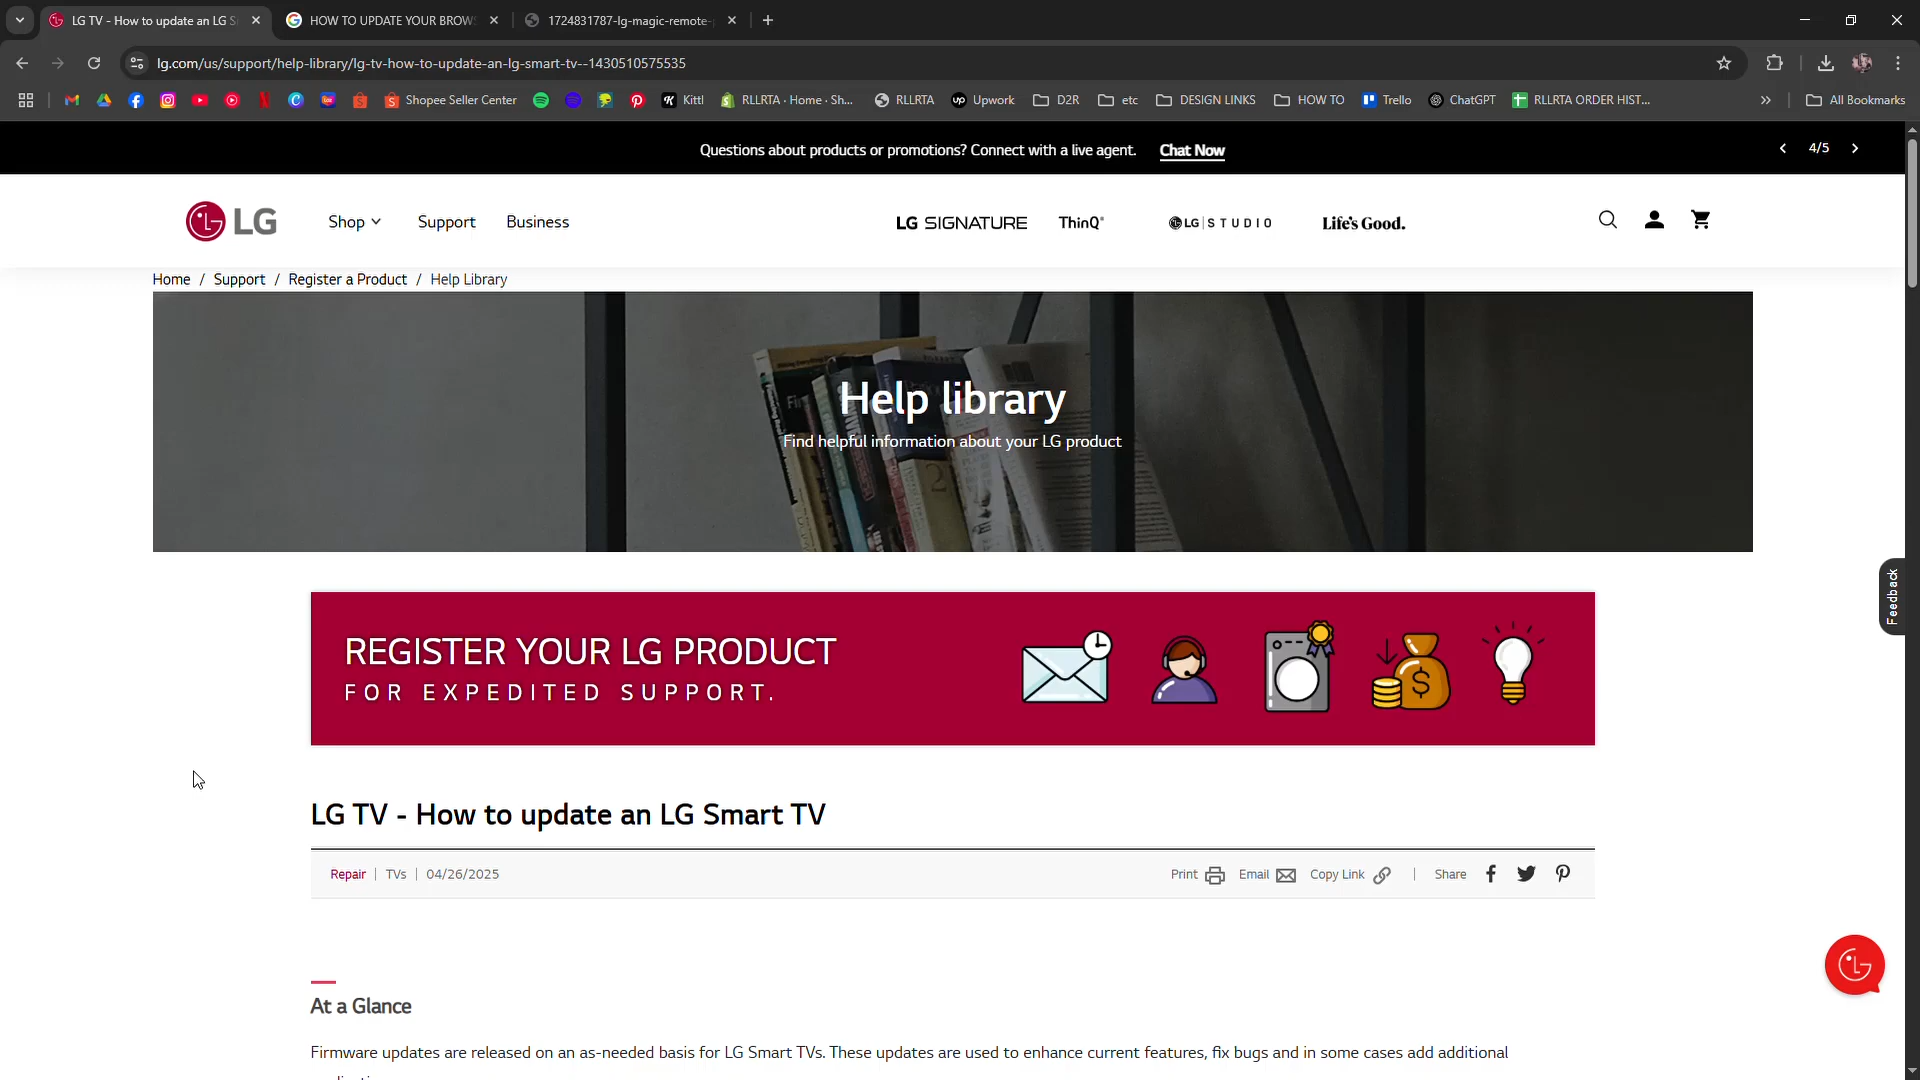 LG TV - How to update an LG S
HOW TO UPDATE YOUR BROWS
1724831787-lg-magic-remote-
lg.com/us/support/help-library/lg-tv-how-to-update-an-lg-smart-tv--1430510575535
Shopee Seller Center
Kittl
RLLRTA · Home · Sh...
RLLRTA
Upwork
D2R
etc
DESIGN LINKS
HOW TO
Trello
ChatGPT
RLLRTA ORDER HIST...
All Bookmarks
Questions about products or promotions? Connect with a live agent. Chat Now
4/5
LG
Shop
Support
Business
LG SIGNATURE
ThinQ
LG STUDIO
Life's Good.
Home / Support / Register a Product / Help Library
Help library
Find helpful information about your LG product
Feedback
REGISTER YOUR LG PRODUCT
FOR EXPEDITED SUPPORT.
LG TV - How to update an LG Smart TV
Repair | TVs | 04/26/2025
Print
Email
Copy Link
Share
At a Glance
Firmware updates are released on an as-needed basis for LG Smart TVs. These updates are used to enhance current features, fix bugs and in some cases add additional